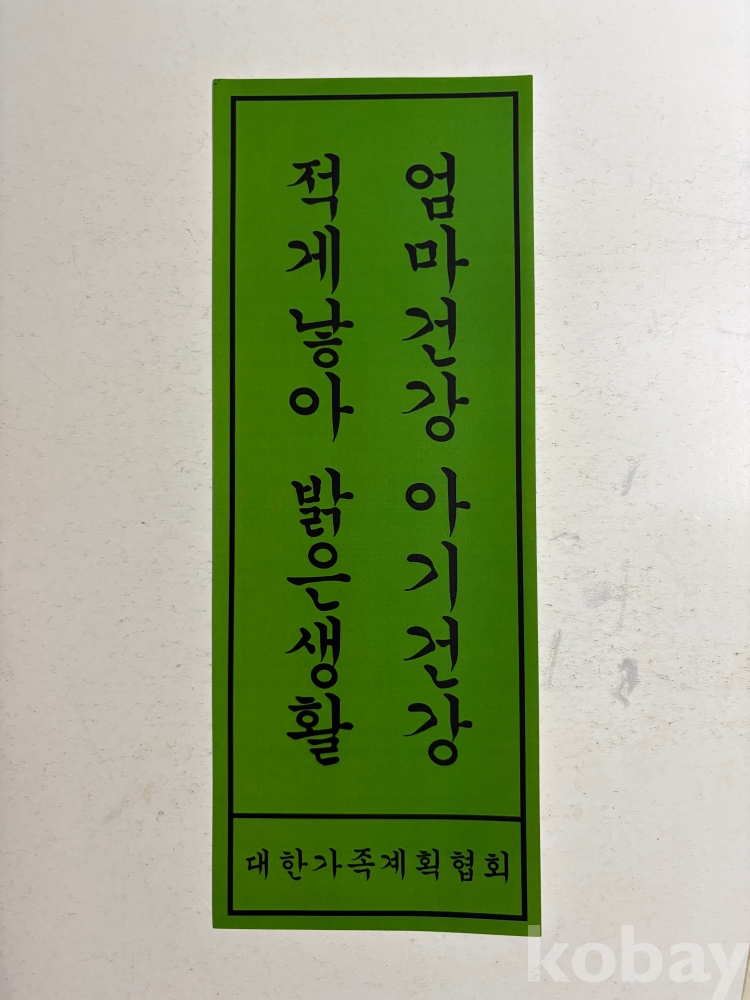 엄마건강 아기건강
적게낳아 밝은생활
대한가족계획협회
kobay